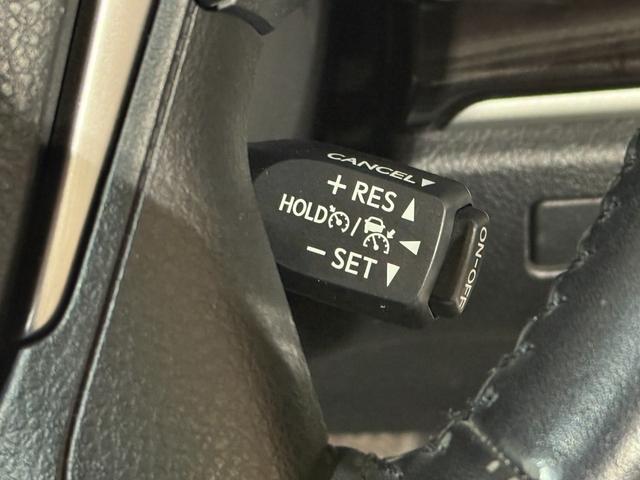 CANCEL▼
+ RES ▲
HOLD / ◀
− SET ▼
ON-OFF